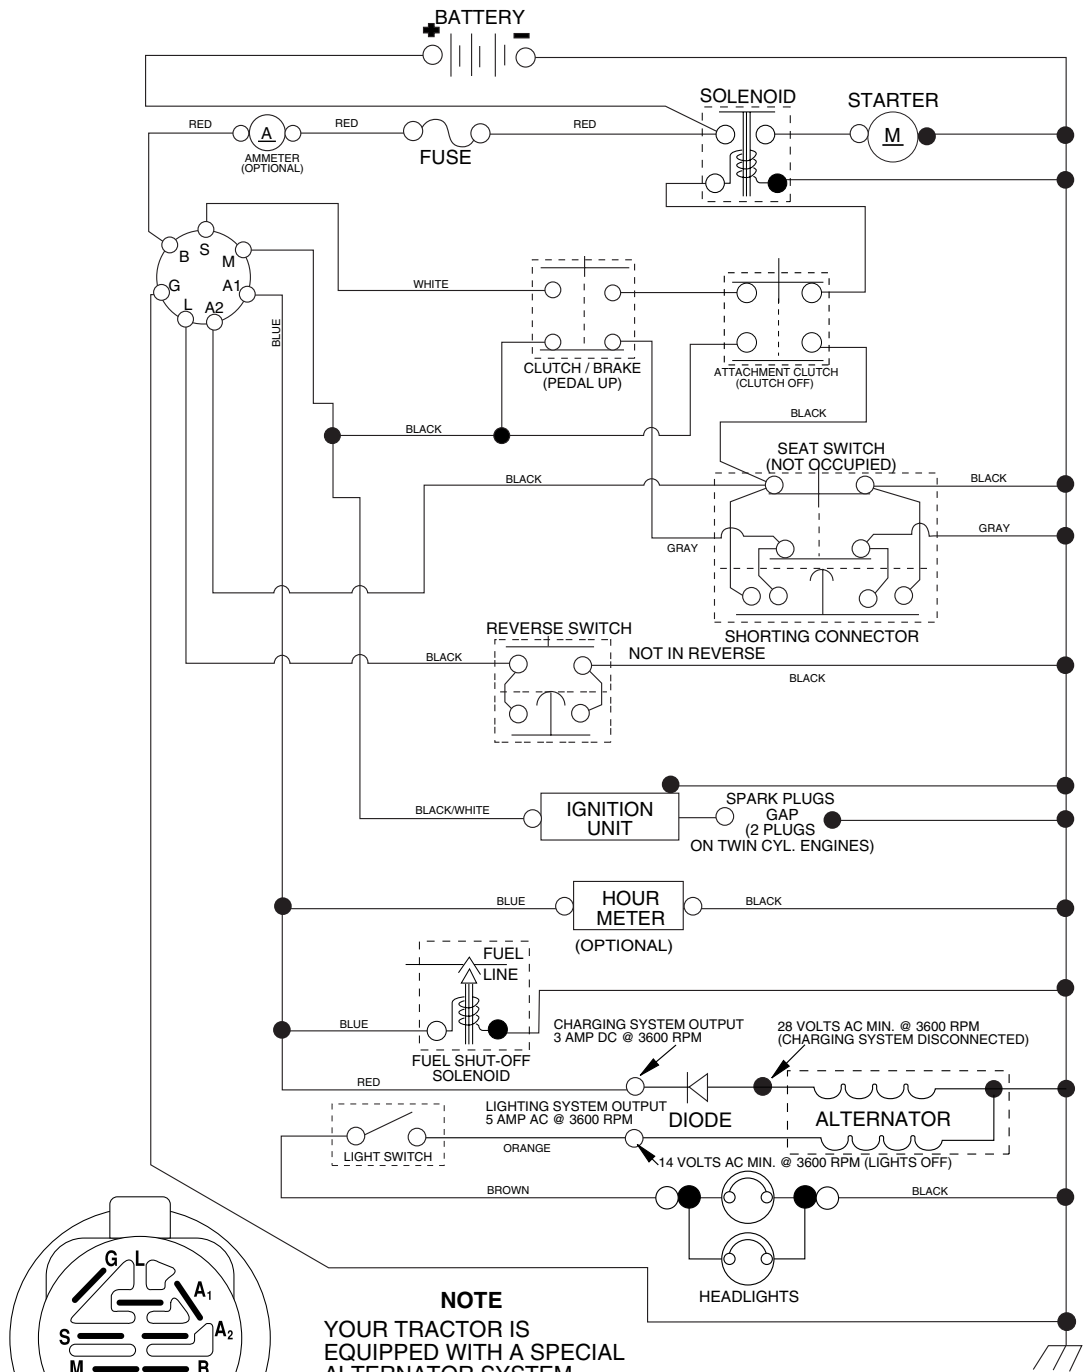 BATTERY
SOLENOID
STARTER
RED
A
RED
RED
M
AMMETER
(OPTIONAL)
FUSE
B
S
M
G
L
A2
A1
BLUE
WHITE
CLUTCH / BRAKE
(PEDAL UP)
ATTACHMENT CLUTCH
(CLUTCH OFF)
BLACK
BLACK
SEAT SWITCH
(NOT OCCUPIED)
BLACK
BLACK
GRAY
GRAY
SHORTING CONNECTOR
REVERSE SWITCH
BLACK
NOT IN REVERSE
BLACK
BLACK/WHITE
IGNITION
UNIT
SPARK PLUGS
GAP
(2 PLUGS
ON TWIN CYL. ENGINES)
BLUE
HOUR
METER
BLACK
(OPTIONAL)
FUEL
LINE
BLUE
FUEL SHUT-OFF
SOLENOID
CHARGING SYSTEM OUTPUT
3 AMP DC @ 3600 RPM
28 VOLTS AC MIN. @ 3600 RPM
(CHARGING SYSTEM DISCONNECTED)
RED
DIODE
ALTERNATOR
LIGHTING SYSTEM OUTPUT
5 AMP AC @ 3600 RPM
LIGHT SWITCH
ORANGE
14 VOLTS AC MIN. @ 3600 RPM (LIGHTS OFF)
BROWN
BLACK
HEADLIGHTS
G
L
A1
A2
S
M
B
NOTE
YOUR TRACTOR IS
EQUIPPED WITH A SPECIAL
ALTERNATOR SYSTEM